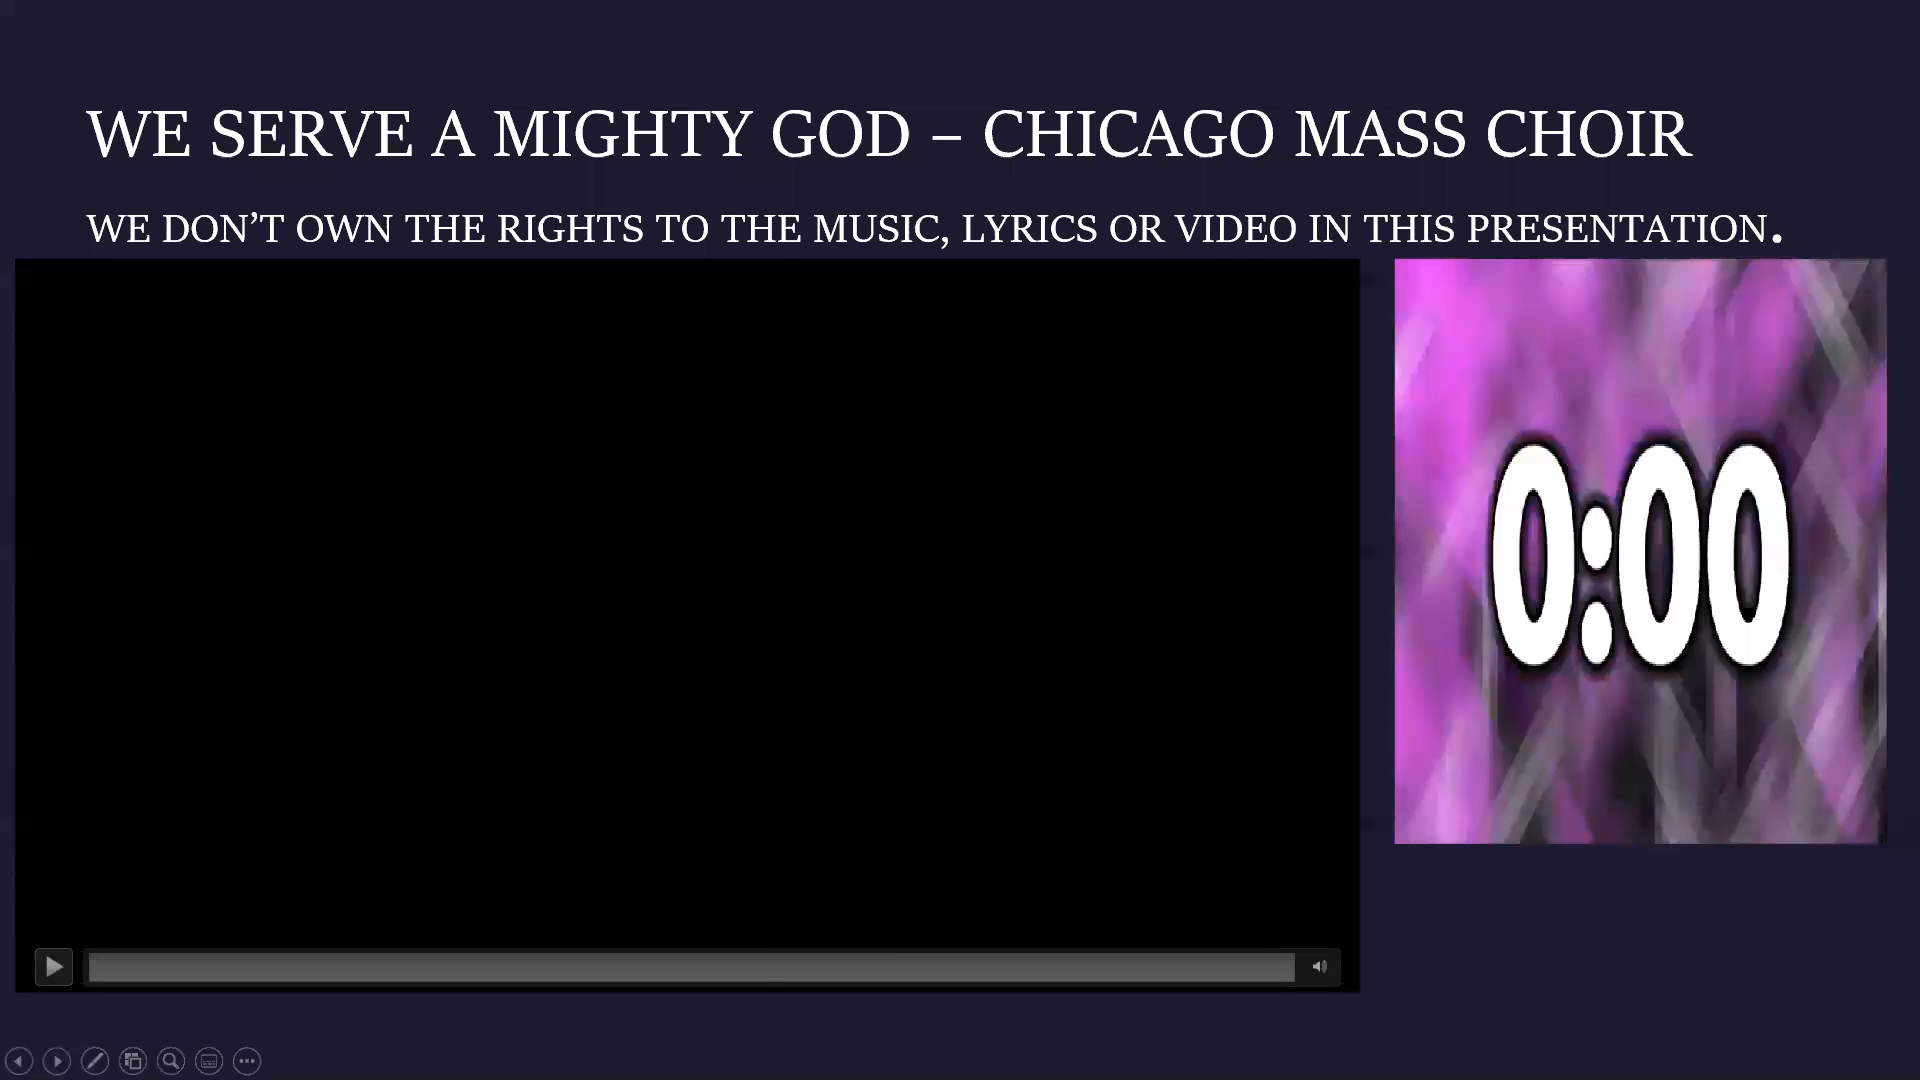 WE SERVE A MIGHTY GOD – CHICAGO MASS CHOIR
WE DON’T OWN THE RIGHTS TO THE MUSIC, LYRICS OR VIDEO IN THIS PRESENTATION.
0:00